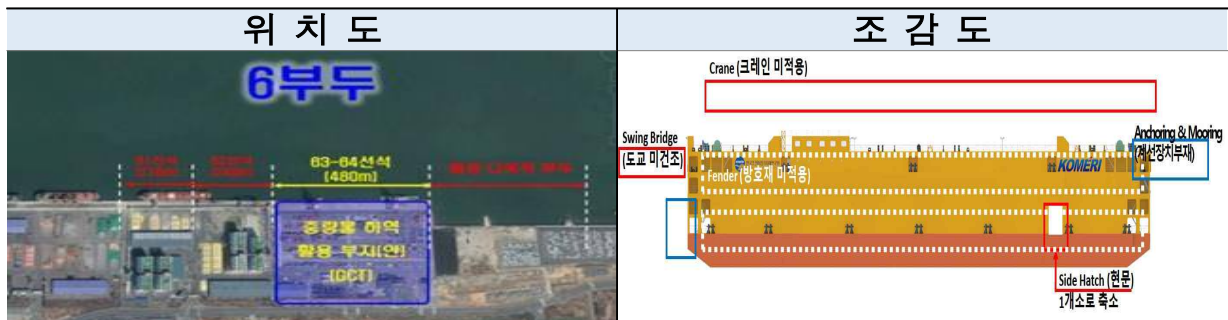 위 치 도
조 감 도
6부두
63-64선석
(480m)
중량물 하역
활용 부지(안)
(GCT)
Crane (크레인 미적용)
Swing Bridge
(도교 미건조)
Anchoring & Mooring
(계선장치부재)
Fender (방호재 미적용)
KOMERI
Side Hatch (현문)
1개소로 축소